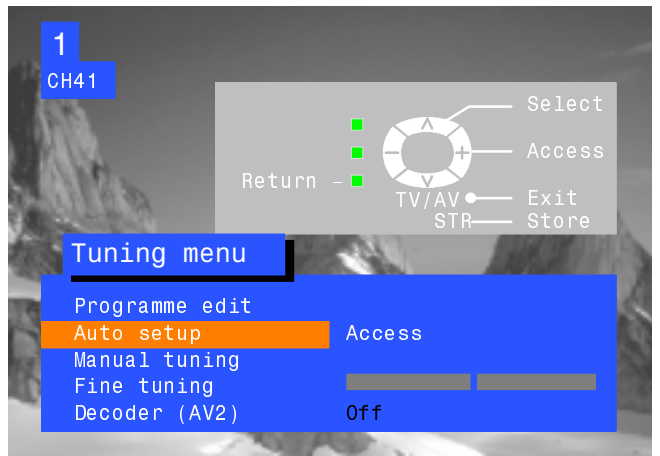 1
CH41
Select
Access
Return –
TV/AV Exit
STR Store
Tuning menu
Programme edit
Auto setup Access
Manual tuning
Fine tuning
Decoder (AV2) Off